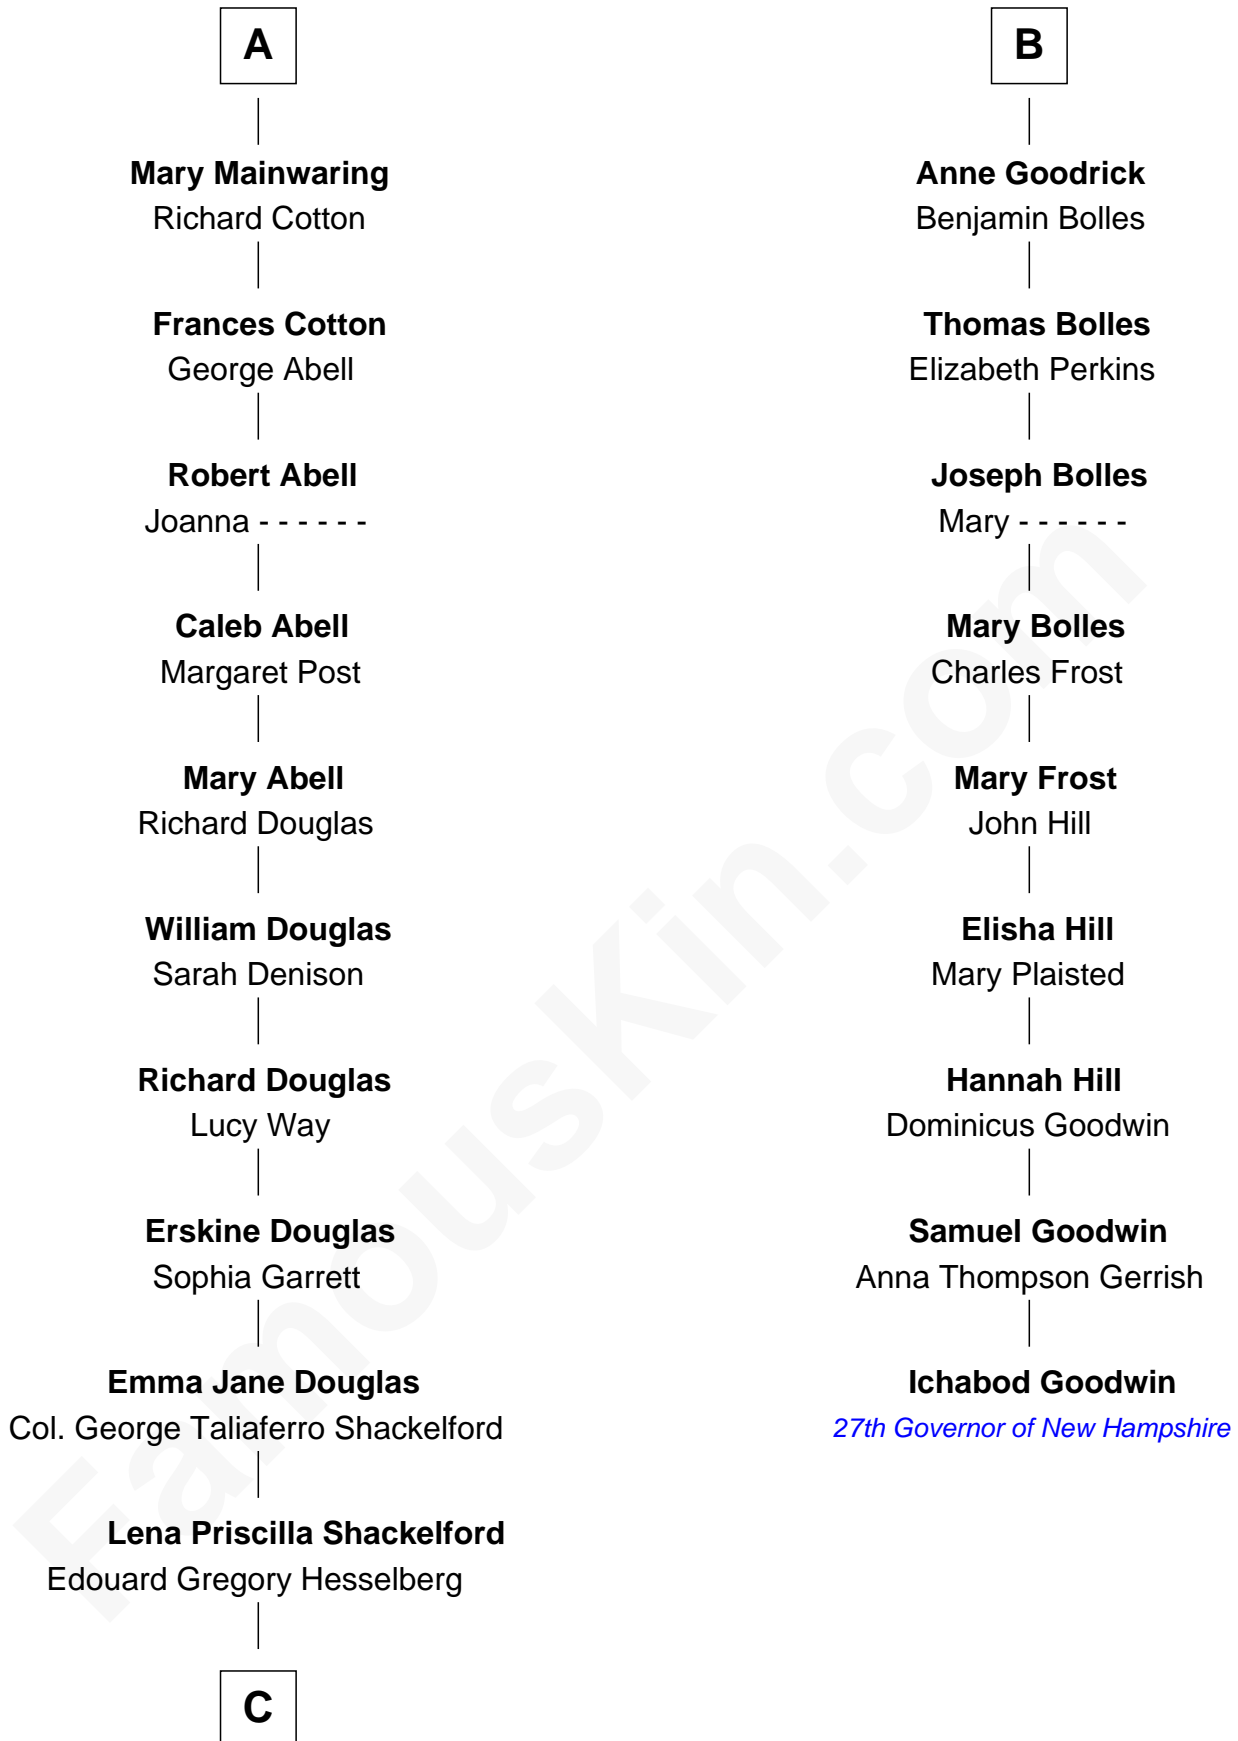 A
Mary Mainwaring
Richard Cotton
Frances Cotton
George Abell
Robert Abell
Joanna - - - - - -
Caleb Abell
Margaret Post
Mary Abell
Richard Douglas
William Douglas
Sarah Denison
Richard Douglas
Lucy Way
Erskine Douglas
Sophia Garrett
Emma Jane Douglas
Col. George Taliaferro Shackelford
Lena Priscilla Shackelford
Edouard Gregory Hesselberg
C
B
Anne Goodrick
Benjamin Bolles
Thomas Bolles
Elizabeth Perkins
Joseph Bolles
Mary - - - - - -
Mary Bolles
Charles Frost
Mary Frost
John Hill
Elisha Hill
Mary Plaisted
Hannah Hill
Dominicus Goodwin
Samuel Goodwin
Anna Thompson Gerrish
Ichabod Goodwin
27th Governor of New Hampshire
FamousKin.com